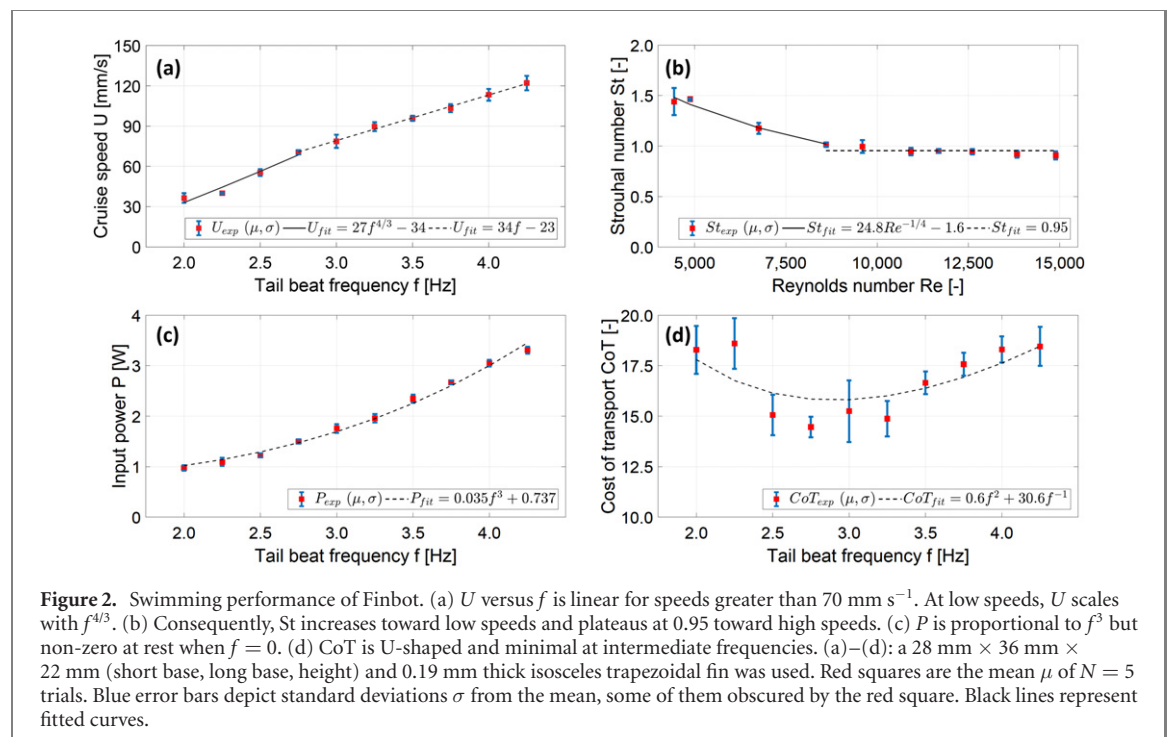 150
120
90
60
30
0
Cruise speed U [mm/s]
(a)
U_exp (μ, σ) U_fit = 27f^{4/3} − 34 U_fit = 34f − 23
2.0 2.5 3.0 3.5 4.0
Tail beat frequency f [Hz]
2.0
1.5
1.0
0.5
0.0
Strouhal number St [-]
(b)
St_exp (μ, σ) St_fit = 24.8Re^{−1/4} − 1.6 St_fit = 0.95
5,000 7,500 10,000 12,500 15,000
Reynolds number Re [-]
4
3
2
1
0
Input power P [W]
(c)
P_exp (μ, σ) P_fit = 0.035f^3 + 0.737
2.0 2.5 3.0 3.5 4.0
Tail beat frequency f [Hz]
20.0
17.5
15.0
12.5
10.0
Cost of transport CoT [-]
(d)
CoT_exp (μ, σ) CoT_fit = 0.6f^2 + 30.6f^{−1}
2.0 2.5 3.0 3.5 4.0
Tail beat frequency f [Hz]
Figure 2. Swimming performance of Finbot. (a) U versus f is linear for speeds greater than 70 mm s^{−1}. At low speeds, U scales
with f^{4/3}. (b) Consequently, St increases toward low speeds and plateaus at 0.95 toward high speeds. (c) P is proportional to f^3 but
non-zero at rest when f = 0. (d) CoT is U-shaped and minimal at intermediate frequencies. (a)–(d): a 28 mm × 36 mm ×
22 mm (short base, long base, height) and 0.19 mm thick isosceles trapezoidal fin was used. Red squares are the mean μ of N = 5
trials. Blue error bars depict standard deviations σ from the mean, some of them obscured by the red square. Black lines represent
fitted curves.